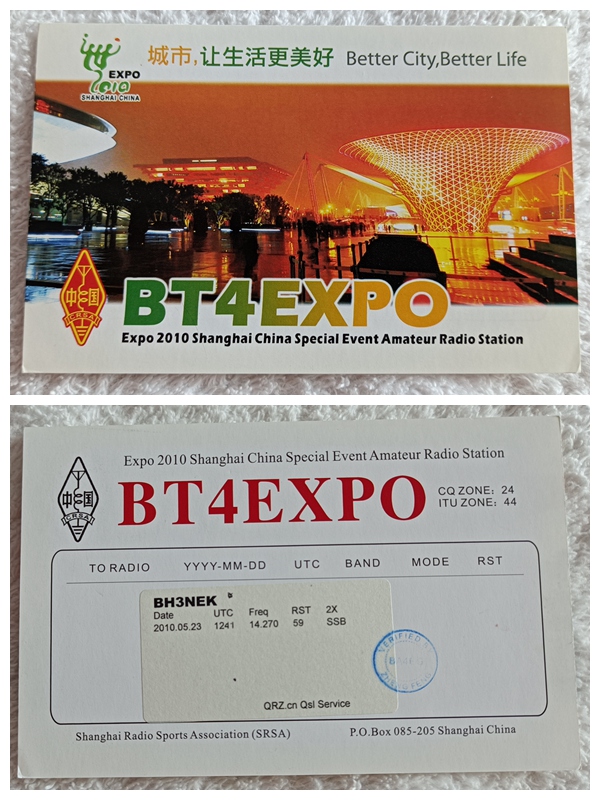 EXPO
2010
SHANGHAI CHINA
城市,让生活更美好 Better City,Better Life
中国
CRSA
BT4EXPO
Expo 2010 Shanghai China Special Event Amateur Radio Station
Expo 2010 Shanghai China Special Event Amateur Radio Station
中国
CRSA
BT4EXPO
CQ ZONE: 24
ITU ZONE: 44
TO RADIO YYYY-MM-DD UTC BAND MODE RST
BH3NEK
Date UTC Freq RST 2X
2010.05.23 1241 14.270 59 SSB
VERIFIED
QRZ.cn Qsl Service
Shanghai Radio Sports Association (SRSA) P.O.Box 085-205 Shanghai China